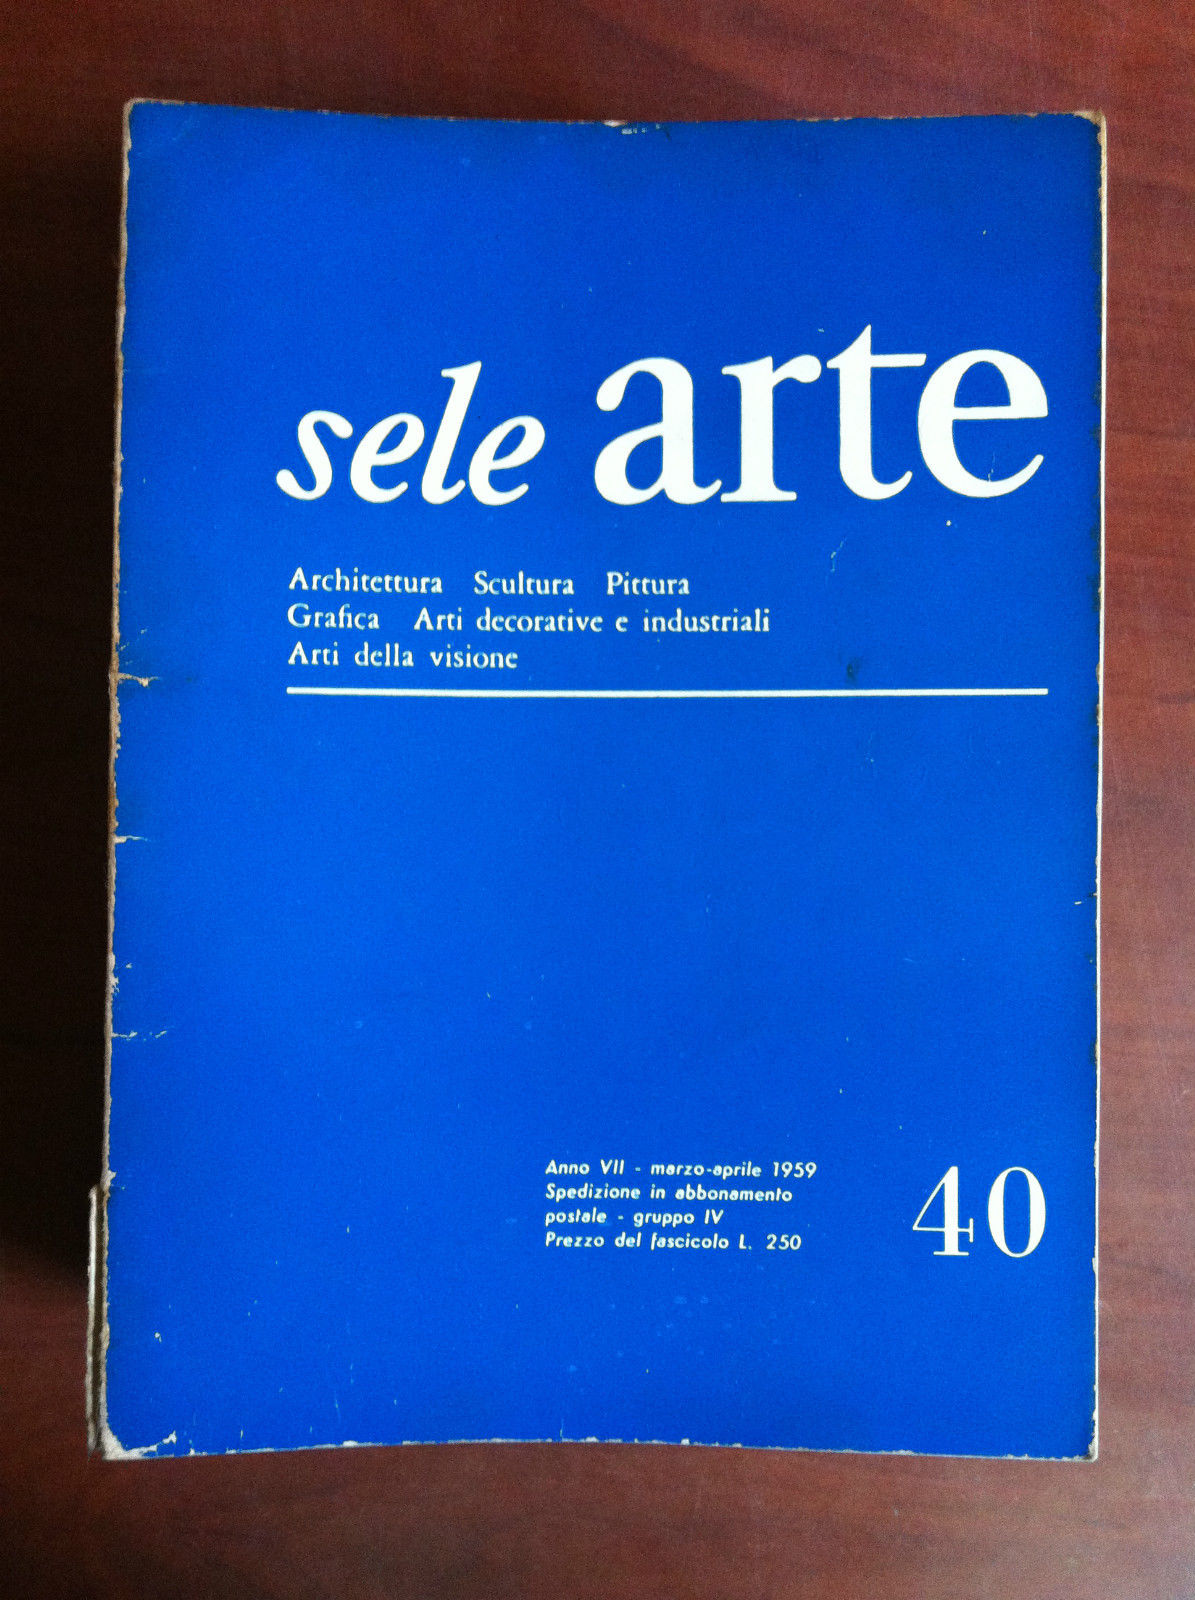 sele arte
Architettura Scultura Pittura
Grafica Arti decorative e industriali
Arti della visione
Anno VII - marzo-aprile 1959
Spedizione in abbonamento
postale - gruppo IV
Prezzo del fascicolo L. 250
40